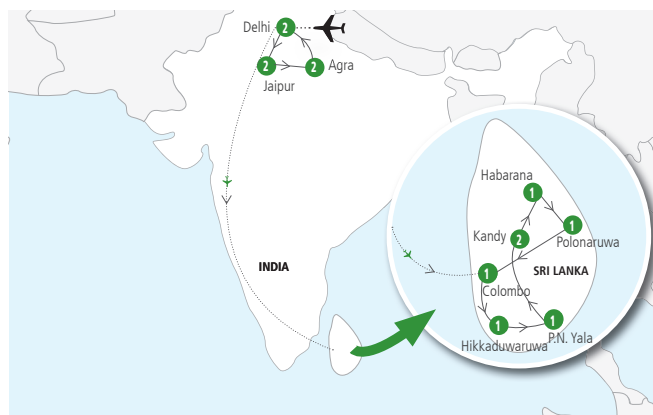 Delhi 2
2 2 Agra
Jaipur
Habarana
1
Kandy 2
1
Polonaruwa
INDIA
SRI LANKA
1
Colombo
1
1
P.N. Yala
Hikkaduwaruwa